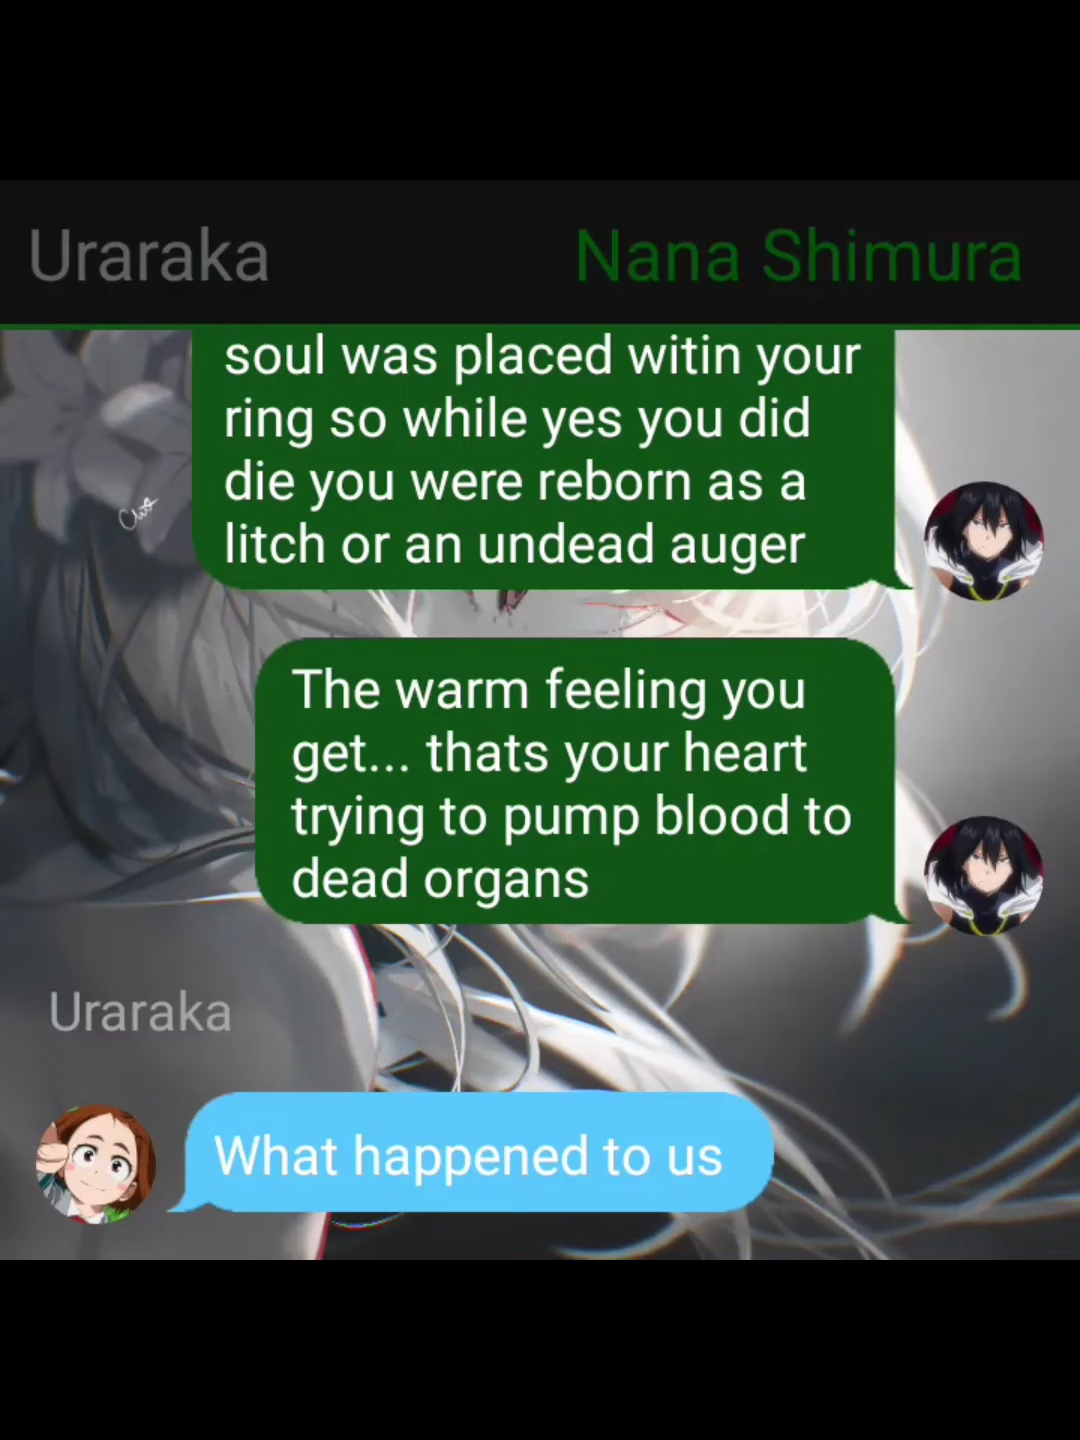 Uraraka
Nana Shimura
soul was placed witin your
ring so while yes you did
die you were reborn as a
litch or an undead auger
The warm feeling you
get... thats your heart
trying to pump blood to
dead organs
Uraraka
What happened to us